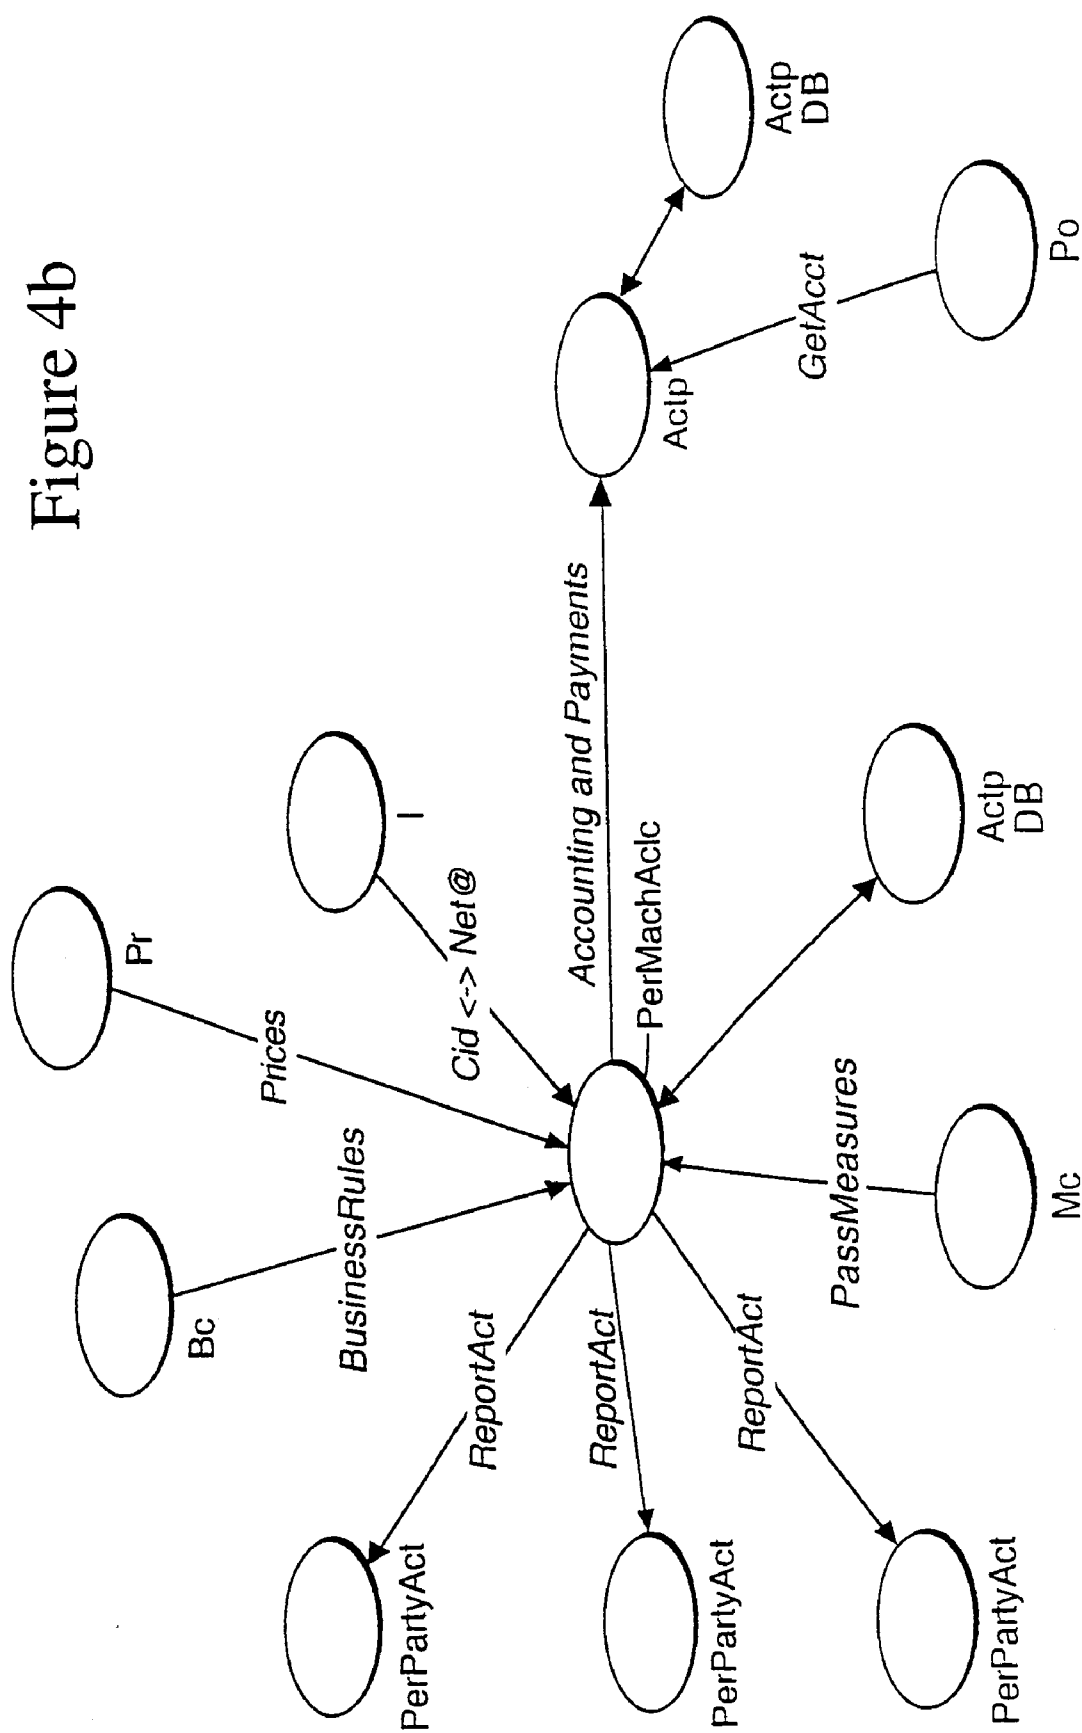 Figure 4b
Pr
Bc
Prices
I
BusinessRules
Cid <-> Net@
ReportAct
PerPartyAct
Accounting and Payments
ReportAct
PerMachAclc
Actp
Actp
DB
PerPartyAct
ReportAct
PassMeasures
GetAcct
Actp
DB
PerPartyAct
Mc
Po